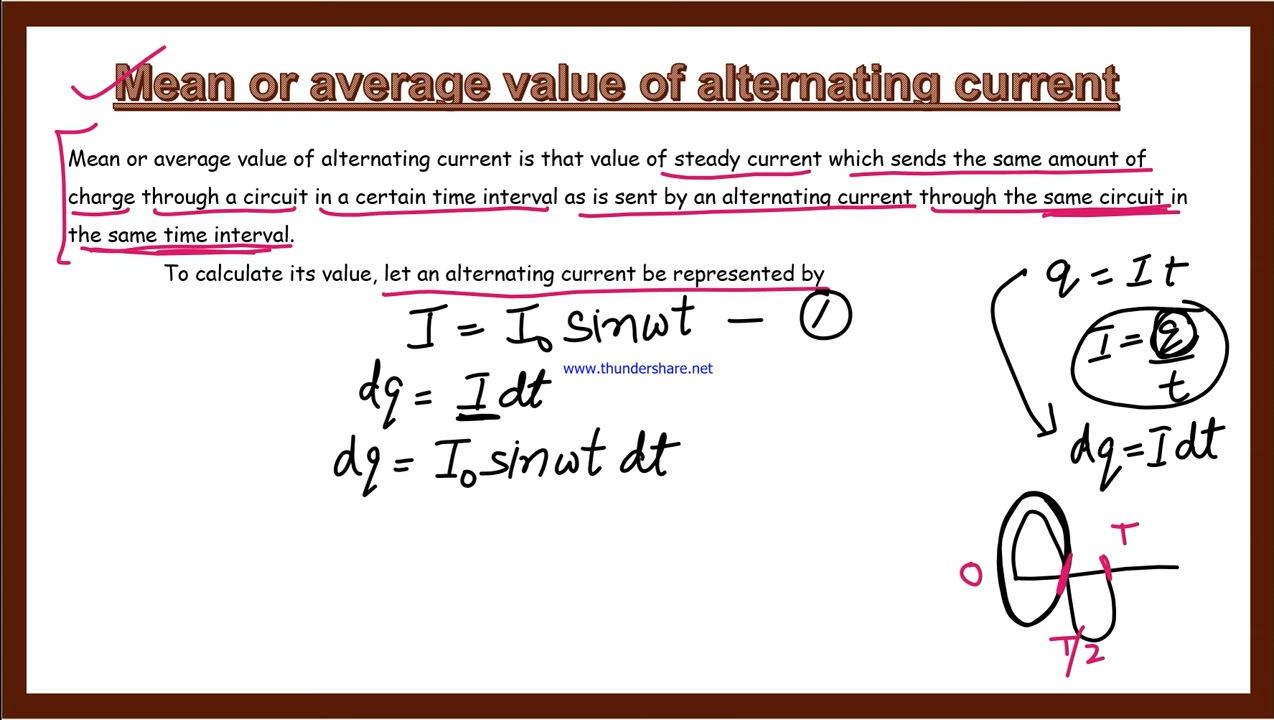 Mean or average value of alternating current
Mean or average value of alternating current is that value of steady current which sends the same amount of
charge through a circuit in a certain time interval as is sent by an alternating current through the same circuit in
the same time interval.
To calculate its value, let an alternating current be represented by
I = I₀ sinωt – ①
www.thundershare.net
dq = I dt
dq = I₀ sinωt dt
q = I t
I = q/t
dq = I dt
O
T
T/2